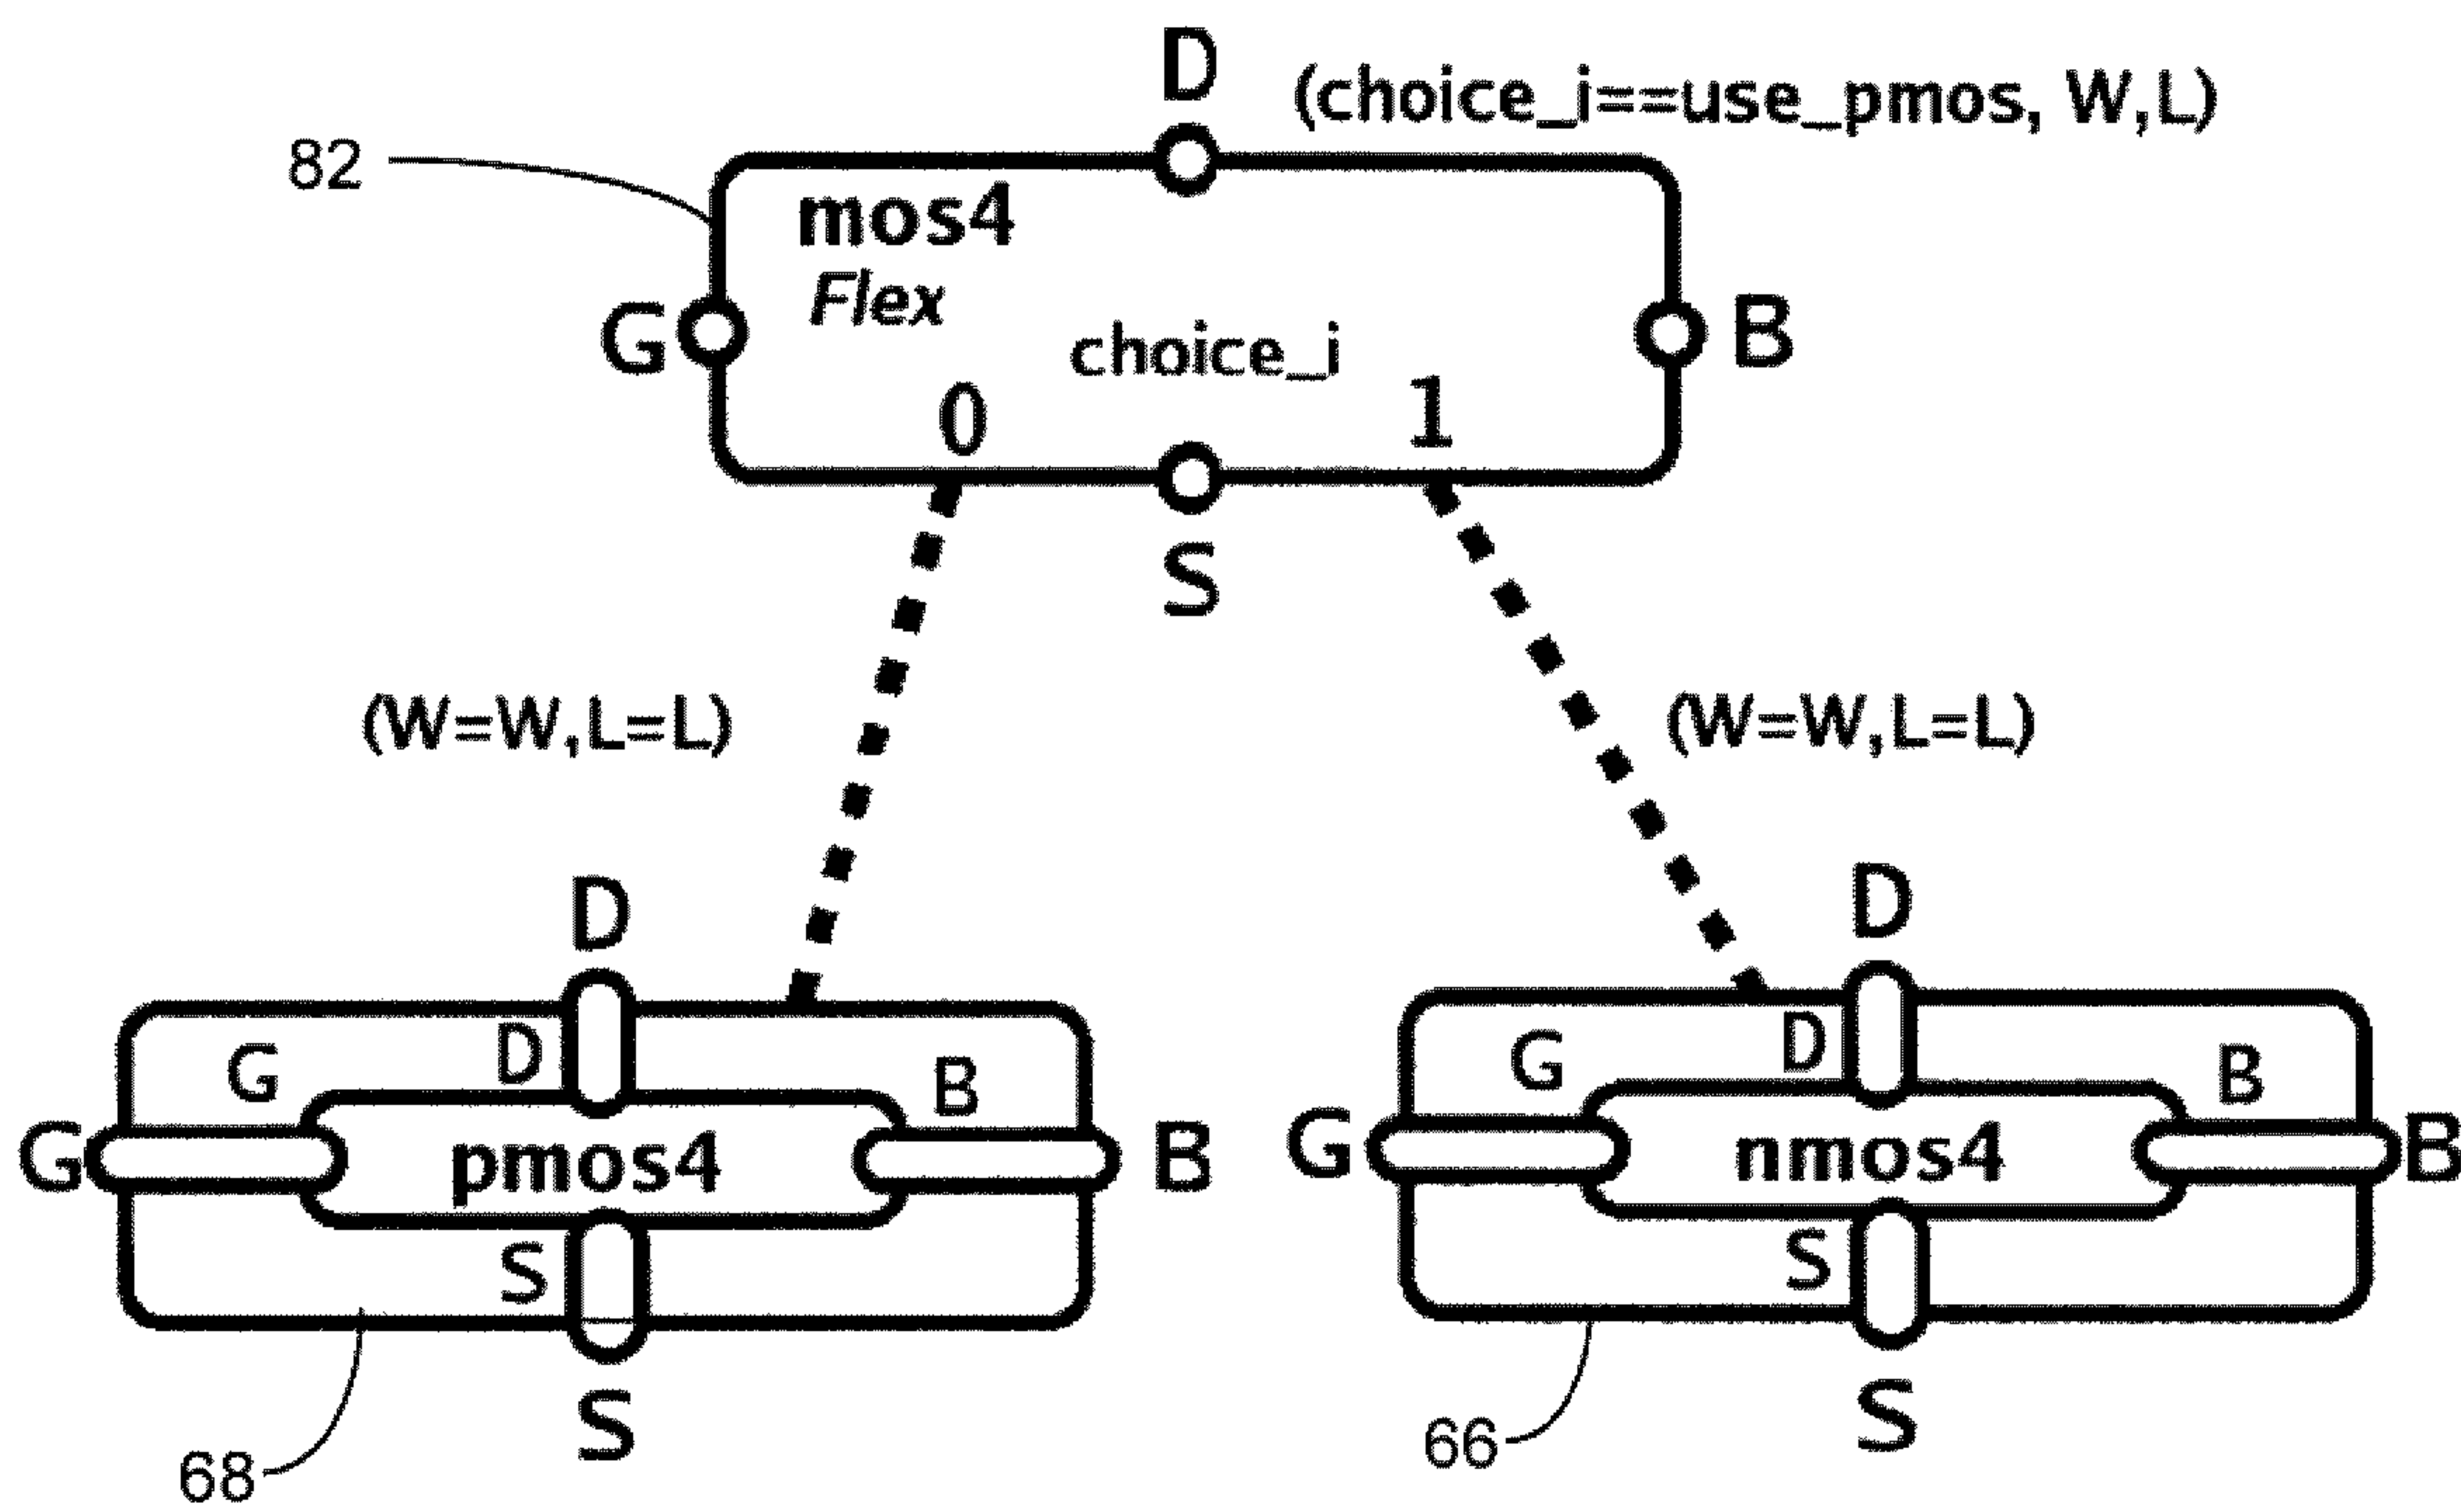 D
(choice_i==use_pmos, W,L)
82
mos4
Flex
G
choice_i
B
0
1
S
(W=W,L=L)
(W=W,L=L)
D
D
G
D
B
G
pmos4
B
S
S
68
G
D
B
G
nmos4
B
S
S
66